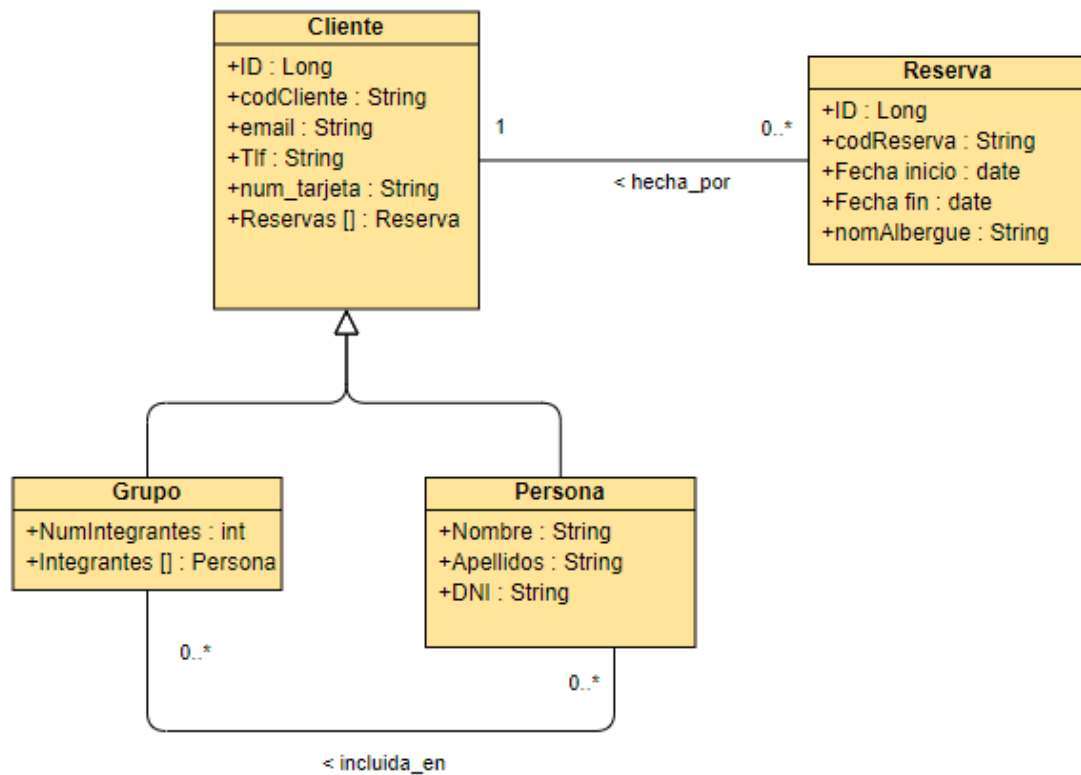 Cliente
+ID : Long
+codCliente : String
+email : String
+Tlf : String
+num_tarjeta : String
+Reservas [] : Reserva
1
0..*
< hecha_por
Reserva
+ID : Long
+codReserva : String
+Fecha inicio : date
+Fecha fin : date
+nomAlbergue : String
Grupo
+NumIntegrantes : int
+Integrantes [] : Persona
Persona
+Nombre : String
+Apellidos : String
+DNI : String
0..*
0..*
< incluida_en